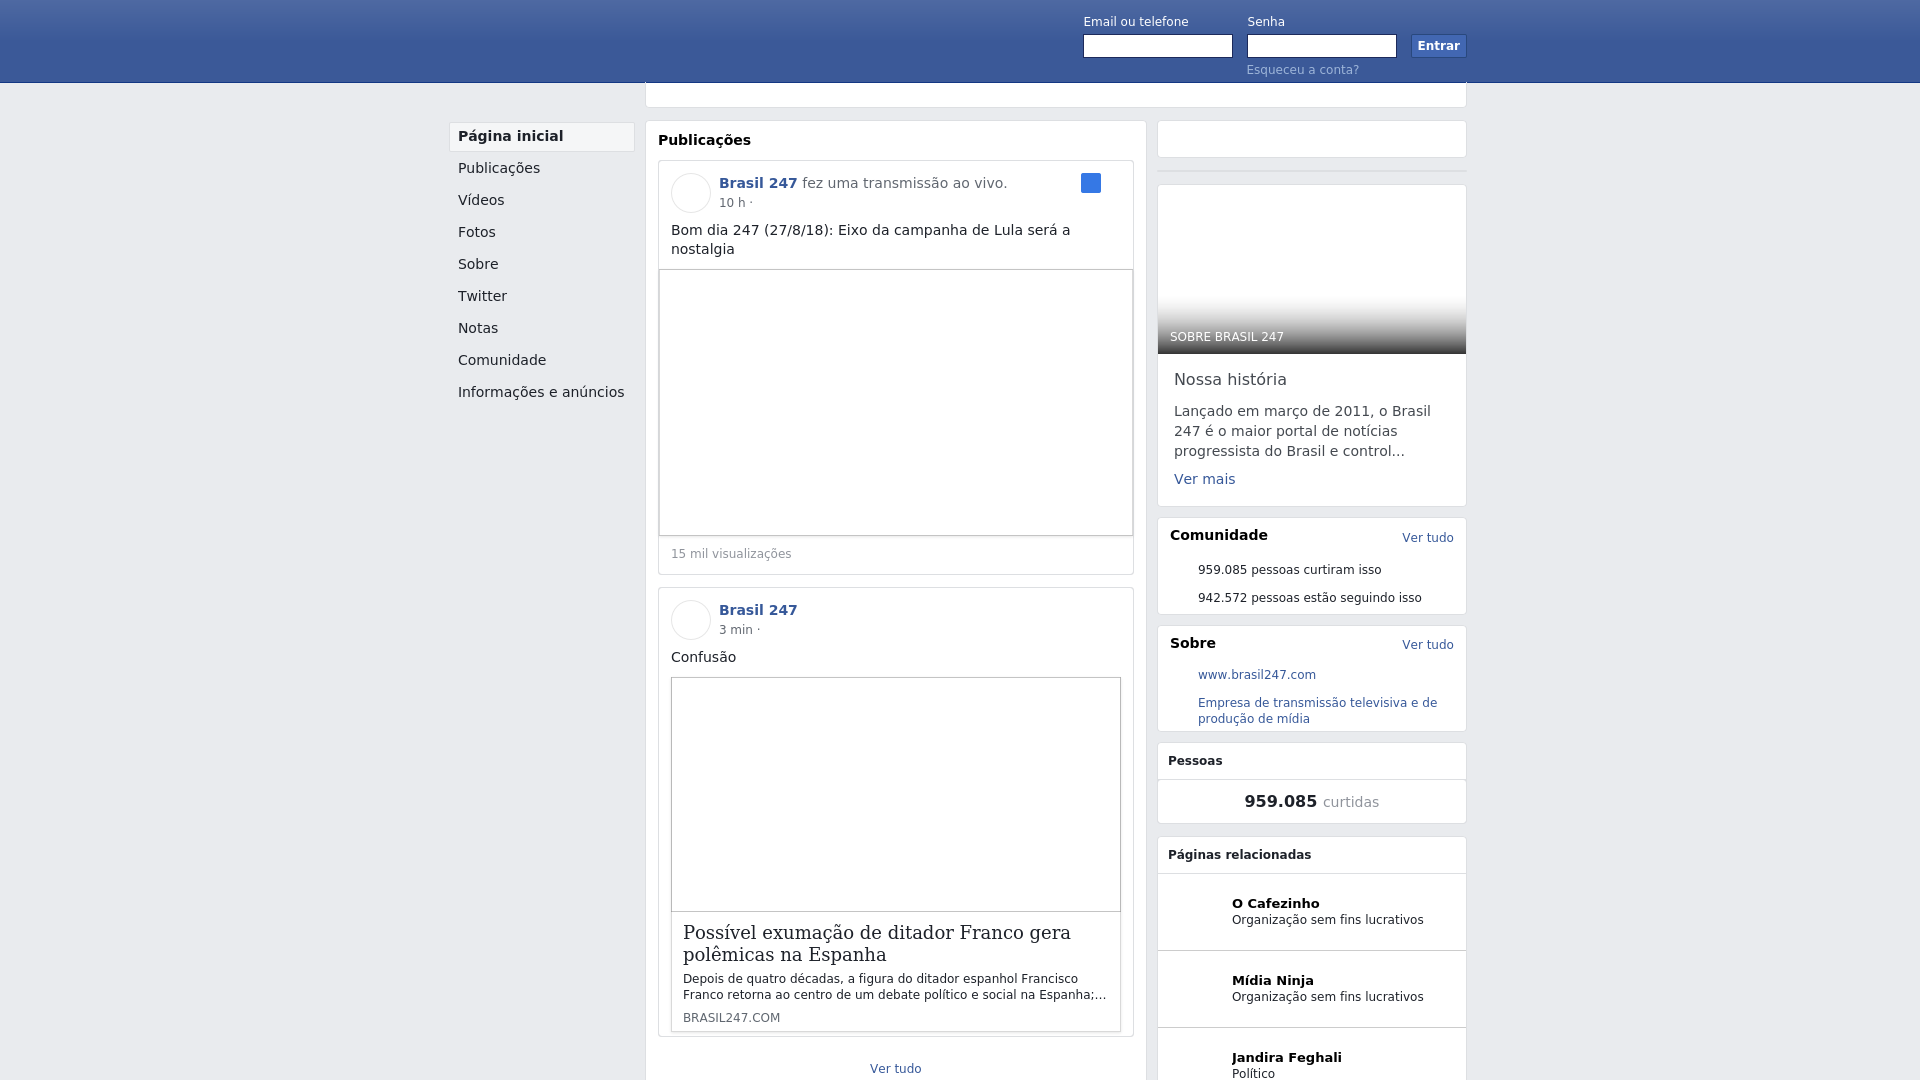 Email ou telefone
Senha
Entrar
Esqueceu a conta?
Página inicial
Publicações
Vídeos
Fotos
Sobre
Twitter
Notas
Comunidade
Informações e anúncios
Publicações
Brasil 247 fez uma transmissão ao vivo.
10 h ·
Bom dia 247 (27/8/18): Eixo da campanha de Lula será a
nostalgia
15 mil visualizações
Brasil 247
3 min ·
Confusão
Possível exumação de ditador Franco gera
polêmicas na Espanha
Depois de quatro décadas, a figura do ditador espanhol Francisco
Franco retorna ao centro de um debate político e social na Espanha;...
BRASIL247.COM
Ver tudo
SOBRE BRASIL 247
Nossa história
Lançado em março de 2011, o Brasil
247 é o maior portal de notícias
progressista do Brasil e control...
Ver mais
Comunidade
Ver tudo
959.085 pessoas curtiram isso
942.572 pessoas estão seguindo isso
Sobre
Ver tudo
www.brasil247.com
Empresa de transmissão televisiva e de
produção de mídia
Pessoas
959.085 curtidas
Páginas relacionadas
O Cafezinho
Organização sem fins lucrativos
Mídia Ninja
Organização sem fins lucrativos
Jandira Feghali
Político